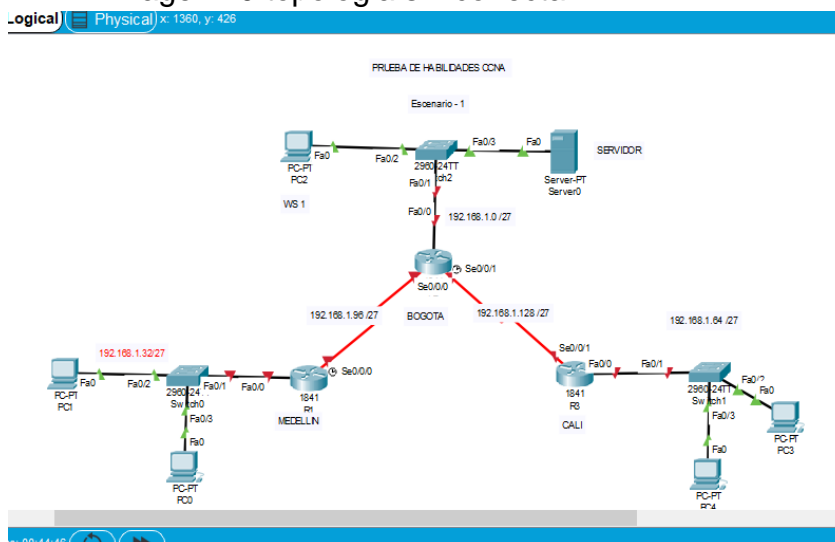 Logical
Physical
x: 1360, y: 426
PRUEBA DE HABILIDADES CCNA
Escenario - 1
Fa0
Fa0/2
Fa0/3
Fa0
SERVIDOR
PC-PT
PC2
2960-24TT
Server-PT
Server0
WS 1
Fa0/1
Fa0/0
192.168.1.0 /27
Se0/0/1
Se0/0/0
192.168.1.96 /27
BOGOTA
192.168.1.128 /27
192.168.1.64 /27
192.168.1.32/27
Se0/0/1
Se0/0/0
Fa0
Fa0/2
Fa0/1
Fa0/0
Fa0/0
Fa0/1
Fa0
PC-PT
PC1
1841
R1
MEDELLIN
1841
R3
CALI
Fa0/3
Fa0
Fa0/3
Fa0
PC-PT
PC3
PC-PT
PC0
PC-PT
PC4